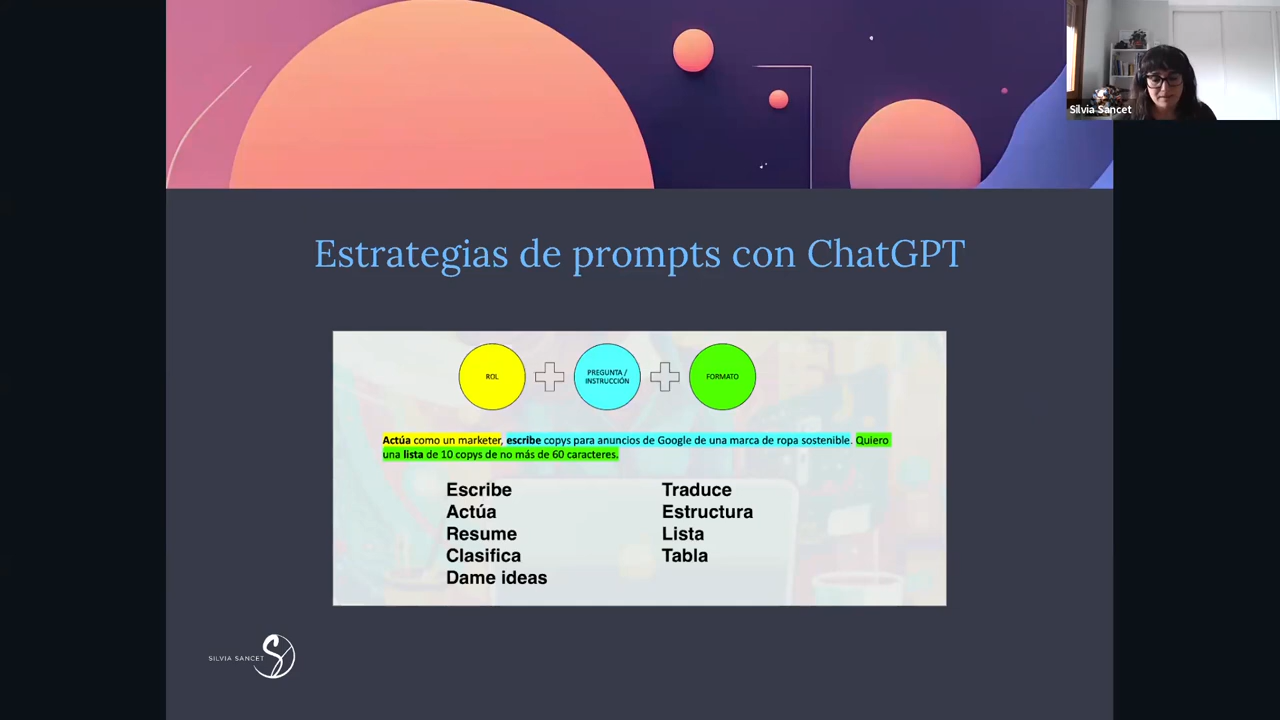 Silvia Sancet
Estrategias de prompts con ChatGPT
ROL
PREGUNTA /
INSTRUCCIÓN
FORMATO
Actúa como un marketer, escribe copys para anuncios de Google de una marca de ropa sostenible. Quiero
una lista de 10 copys de no más de 60 caracteres.
Escribe
Actúa
Resume
Clasifica
Dame ideas
Traduce
Estructura
Lista
Tabla
SILVIA SANCET